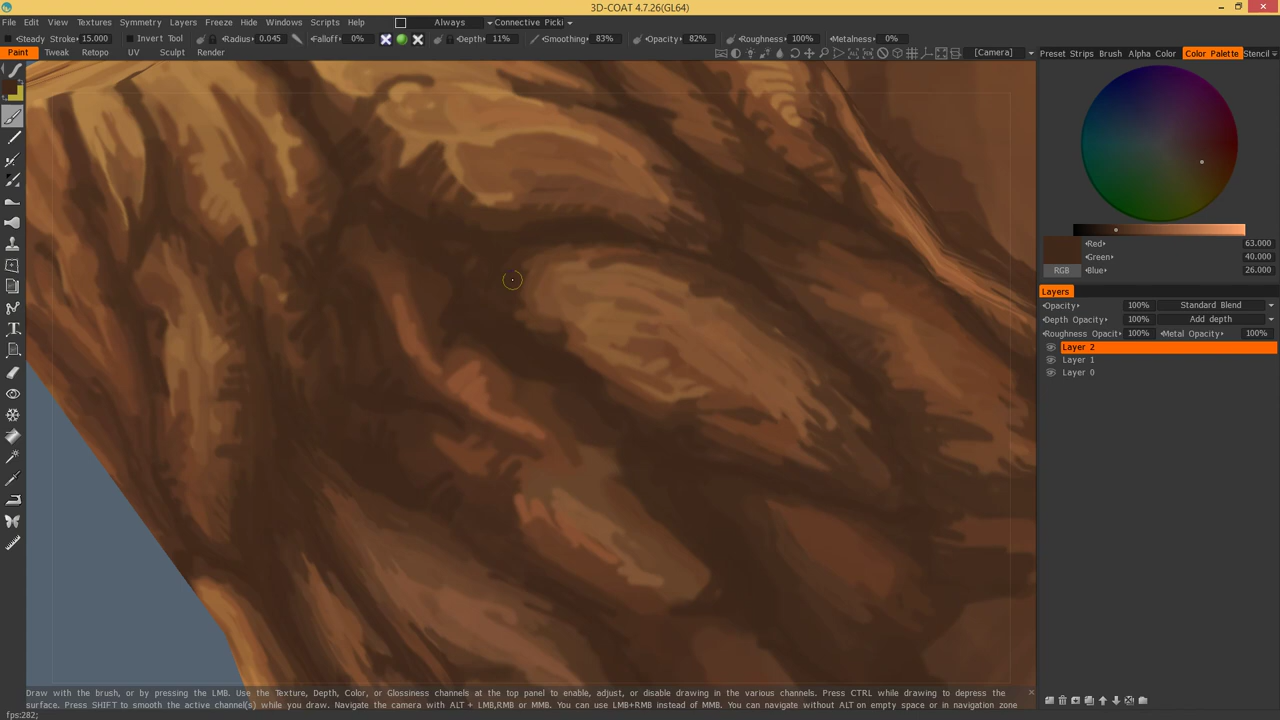 3D-COAT 4.7.26(GL64)
File Edit View Textures Symmetry Layers Freeze Hide Windows Scripts Help Always Connective Picki
Steady Stroke 15.000 Invert Tool Radius 0.045 Falloff 0% Depth 11% Smoothing 83% Opacity 82% Roughness 100% Metalness 0%
Paint Tweak Retopo UV Sculpt Render [Camera] Preset Strips Brush Alpha Color Color Palette Stencil
Red 63.000
Green 40.000
RGB Blue 26.000
Layers
Opacity 100% Standard Blend
Depth Opacity 100% Add depth
Roughness Opacit 100% Metal Opacity 100%
Layer 2
Layer 1
Layer 0
Draw with the brush, or by pressing the LMB. Use the Texture, Depth, Color, or Glossiness channels at the top panel to enable, adjust, or disable drawing in the various channels. Press CTRL while drawing to depress the
surface. Press SHIFT to smooth the active channel(s) while you draw. Navigate the camera with ALT + LMB,RMB or MMB. You can use LMB+RMB instead of MMB. You can navigate without ALT on empty space or in navigation zone
fps:282;